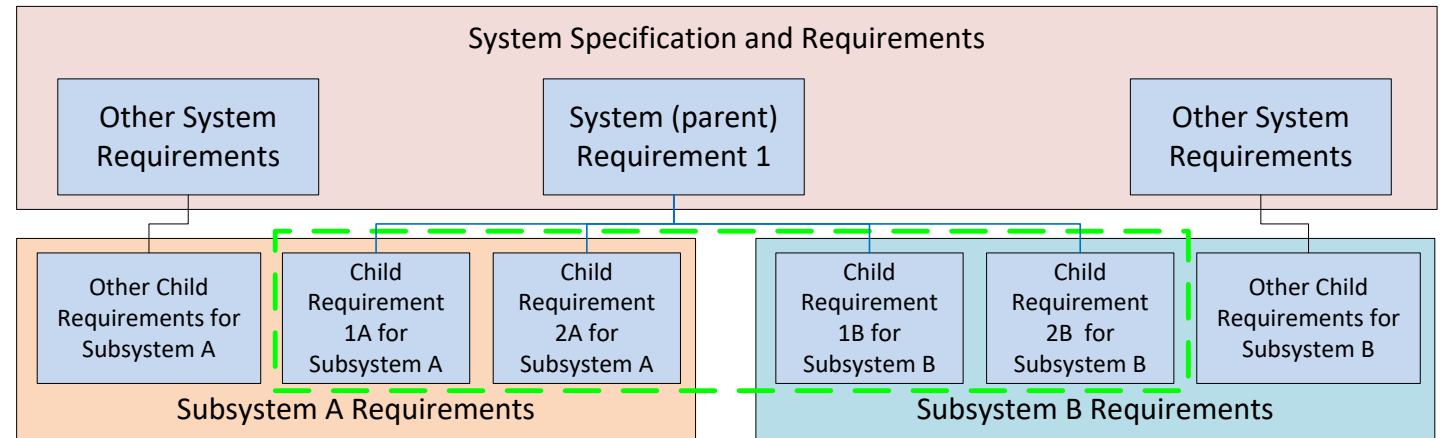 System Specification and Requirements
Other System
Requirements
System (parent)
Requirement 1
Other System
Requirements
Other Child
Requirements for
Subsystem A
Child
Requirement
1A for
Subsystem A
Child
Requirement
2A for
Subsystem A
Child
Requirement
1B for
Subsystem B
Child
Requirement
2B for
Subsystem B
Other Child
Requirements for
Subsystem B
Subsystem A Requirements
Subsystem B Requirements